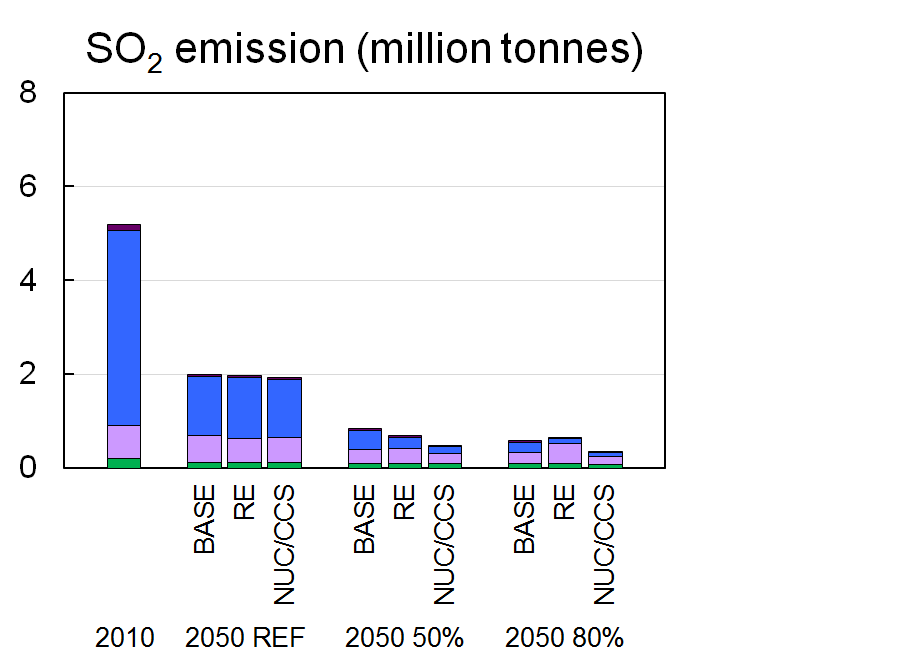 SO2 emission (million tonnes)
8
6
4
2
0
BASE
RE
NUC/CCS
BASE
RE
NUC/CCS
BASE
RE
NUC/CCS
2010
2050 REF
2050 50%
2050 80%